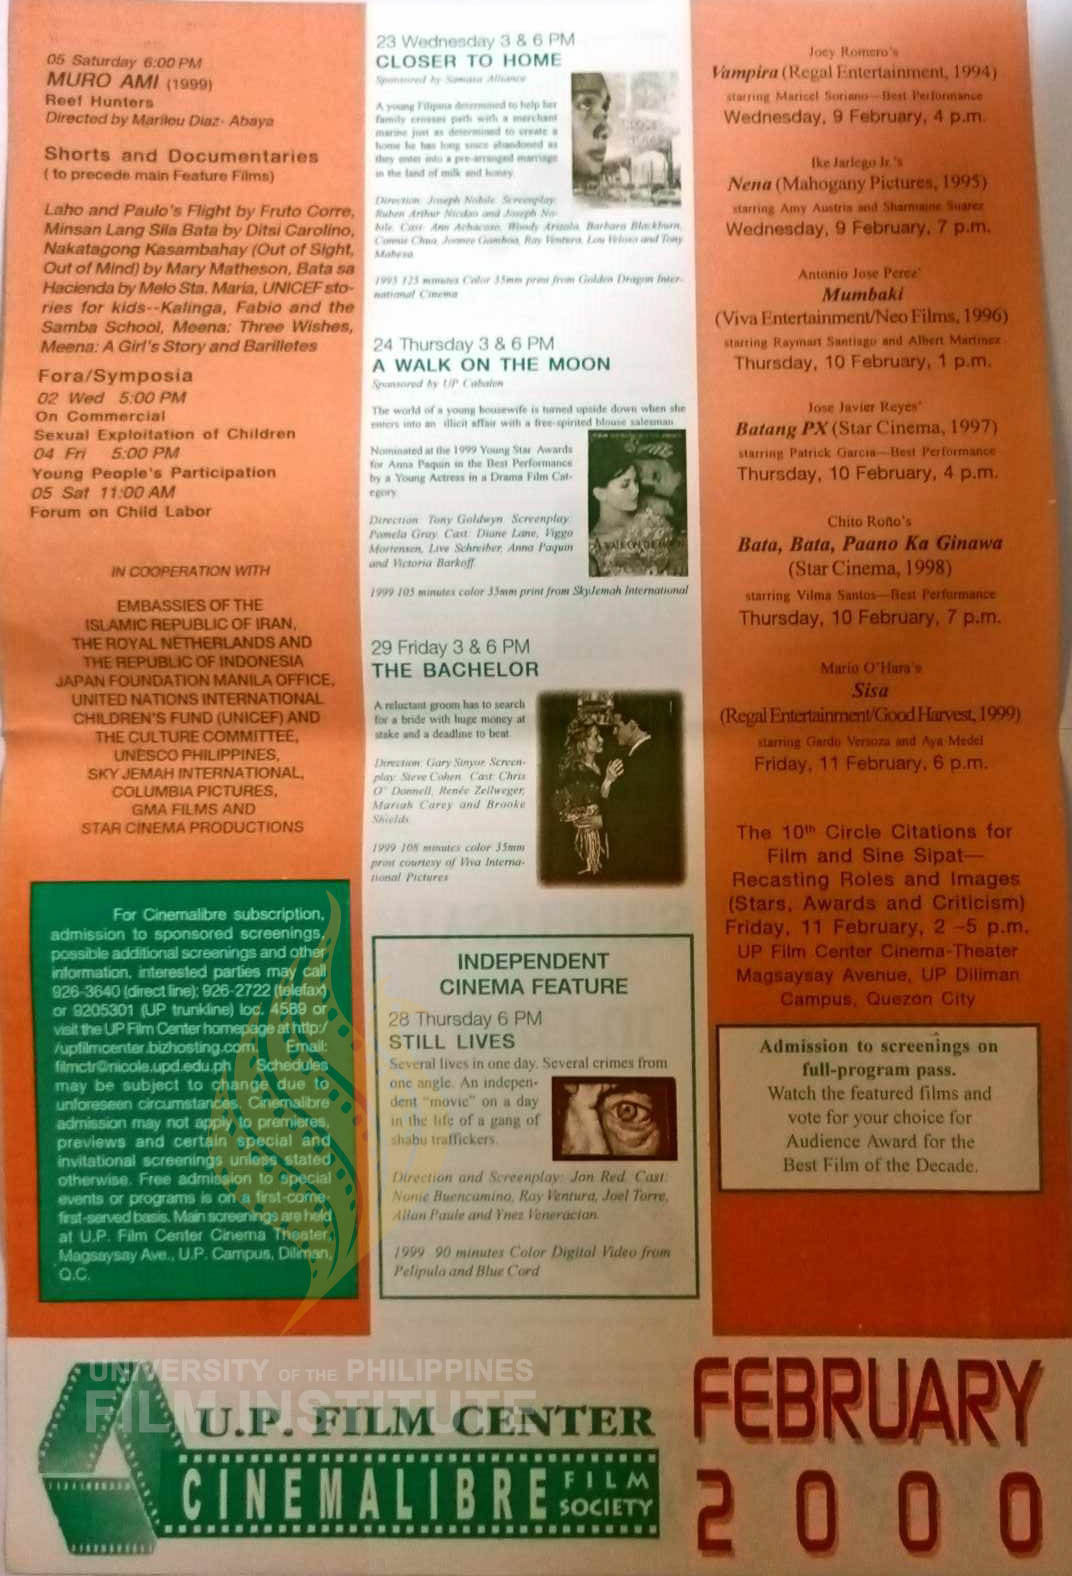 05 Saturday 6:00 PM
MURO AMI (1999)
Reef Hunters
Directed by Marilou Diaz- Abaya
Shorts and Documentaries
( to precede main Feature Films)
Laho and Paulo's Flight by Fruto Corre,
Minsan Lang Sila Bata by Ditsi Carolino,
Nakatagong Kasambahay (Out of Sight,
Out of Mind) by Mary Matheson, Bata sa
Hacienda by Melo Sta. Maria, UNICEF sto-
ries for kids--Kalinga, Fabio and the
Samba School, Meena: Three Wishes,
Meena: A Girl's Story and Barilletes
Fora/Symposia
02 Wed 5:00 PM
On Commercial
Sexual Exploitation of Children
04 Fri 5:00 PM
Young People's Participation
05 Sat 11:00 AM
Forum on Child Labor
IN COOPERATION WITH
EMBASSIES OF THE
ISLAMIC REPUBLIC OF IRAN,
THE ROYAL NETHERLANDS AND
THE REPUBLIC OF INDONESIA
JAPAN FOUNDATION MANILA OFFICE,
UNITED NATIONS INTERNATIONAL
CHILDREN'S FUND (UNICEF) AND
THE CULTURE COMMITTEE,
UNESCO PHILIPPINES,
SKY JEMAH INTERNATIONAL,
COLUMBIA PICTURES,
GMA FILMS AND
STAR CINEMA PRODUCTIONS
For Cinemalibre subscription,
admission to sponsored screenings,
possible additional screenings and other
information, interested parties may call
926-3640 (direct line); 926-2722 (telefax)
or 9205301 (UP trunkline) loc. 4589 or
visit the UP Film Center homepage at http:/
/upfilmcenter.bizhosting.com. Email:
filmctr@nicole.upd.edu.ph Schedules
may be subject to change due to
unforeseen circumstances. Cinemalibre
admission may not apply to premieres,
previews and certain special and
invitational screenings unless stated
otherwise. Free admission to special
events or programs is on a first-come,
first-served basis. Main screenings are held
at U.P. Film Center Cinema Theater,
Magsaysay Ave., U.P. Campus, Diliman,
Q.C.
23 Wednesday 3 & 6 PM
CLOSER TO HOME
Sponsored by Samasa Alliance
A young Filipina determined to help her
family crosses path with a merchant
marine just as determined to create a
home he has long since abandoned as
they enter into a pre-arranged marriage
in the land of milk and honey.
Direction: Joseph Nobile. Screenplay:
Ruben Arthur Nicdao and Joseph No-
bile. Cast: Ann Achacoso, Woody Arizala, Barbara Blackburn,
Connie Chua, Joonee Gamboa, Ray Ventura, Lou Veloso and Tony
Mabesa.
1995 125 minutes Color 35mm print from Golden Dragon Inter-
national Cinema
24 Thursday 3 & 6 PM
A WALK ON THE MOON
Sponsored by UP Cabalen
The world of a young housewife is turned upside down when she
enters into an illicit affair with a free-spirited blouse salesman.
Nominated at the 1999 Young Star Awards
for Anna Paquin in the Best Performance
by a Young Actress in a Drama Film Cat-
egory.
Direction: Tony Goldwyn. Screenplay:
Pamela Gray. Cast: Diane Lane, Viggo
Mortensen, Live Schreiber, Anna Paquin
and Victoria Barkoff
A WALK ON THE MOON
1999 105 minutes color 35mm print from SkyJemah International
29 Friday 3 & 6 PM
THE BACHELOR
A reluctant groom has to search
for a bride with huge money at
stake and a deadline to beat.
Direction: Gary Sinyor. Screen-
play: Steve Cohen. Cast: Chris
O' Donnell, Renée Zellweger,
Mariah Carey and Brooke
Shields.
1999 108 minutes color 35mm
print courtesy of Viva Interna-
tional Pictures
INDEPENDENT
CINEMA FEATURE
28 Thursday 6 PM
STILL LIVES
Several lives in one day. Several crimes from
one angle. An indepen-
dent "movie" on a day
in the life of a gang of
shabu traffickers.
Direction and Screenplay: Jon Red. Cast:
Nonie Buencamino, Ray Ventura, Joel Torre,
Allan Paule and Ynez Veneracian.
1999 90 minutes Color Digital Video from
Pelipula and Blue Cord
Joey Romero's
Vampira (Regal Entertainment, 1994)
starring Maricel Soriano—Best Performance
Wednesday, 9 February, 4 p.m.
Ike Jarlego Jr.'s
Nena (Mahogany Pictures, 1995)
starring Amy Austria and Sharmaine Suarez
Wednesday, 9 February, 7 p.m.
Antonio Jose Perez'
Mumbaki
(Viva Entertainment/Neo Films, 1996)
starring Raymart Santiago and Albert Martinez
Thursday, 10 February, 1 p.m.
Jose Javier Reyes'
Batang PX (Star Cinema, 1997)
starring Patrick Garcia—Best Performance
Thursday, 10 February, 4 p.m.
Chito Roño's
Bata, Bata, Paano Ka Ginawa
(Star Cinema, 1998)
starring Vilma Santos—Best Performance
Thursday, 10 February, 7 p.m.
Mario O'Hara's
Sisa
(Regal Entertainment/Good Harvest, 1999)
starring Gardo Versoza and Aya Medel
Friday, 11 February, 6 p.m.
The 10th Circle Citations for
Film and Sine Sipat—
Recasting Roles and Images
(Stars, Awards and Criticism)
Friday, 11 February, 2 –5 p.m.
UP Film Center Cinema-Theater
Magsaysay Avenue, UP Diliman
Campus, Quezon City
Admission to screenings on
full-program pass.
Watch the featured films and
vote for your choice for
Audience Award for the
Best Film of the Decade.
UNIVERSITY OF THE PHILIPPINES
FILM INSTITUTE
U.P. FILM CENTER
CINEMALIBRE FILM
SOCIETY
FEBRUARY
2000